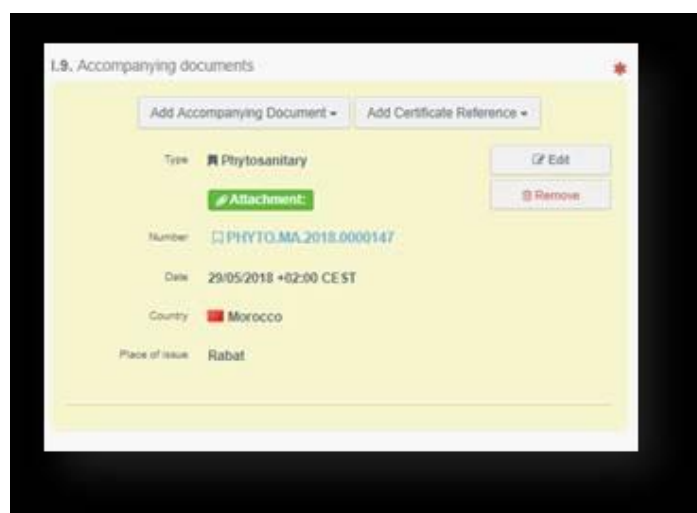 I.9. Accompanying documents *
Add Accompanying Document Add Certificate Reference
Type Phytosanitary Edit
Attachment: Remove
Number PHYTO.MA.2018.0000147
Date 29/05/2018 +02:00 CEST
Country Morocco
Place of issue Rabat